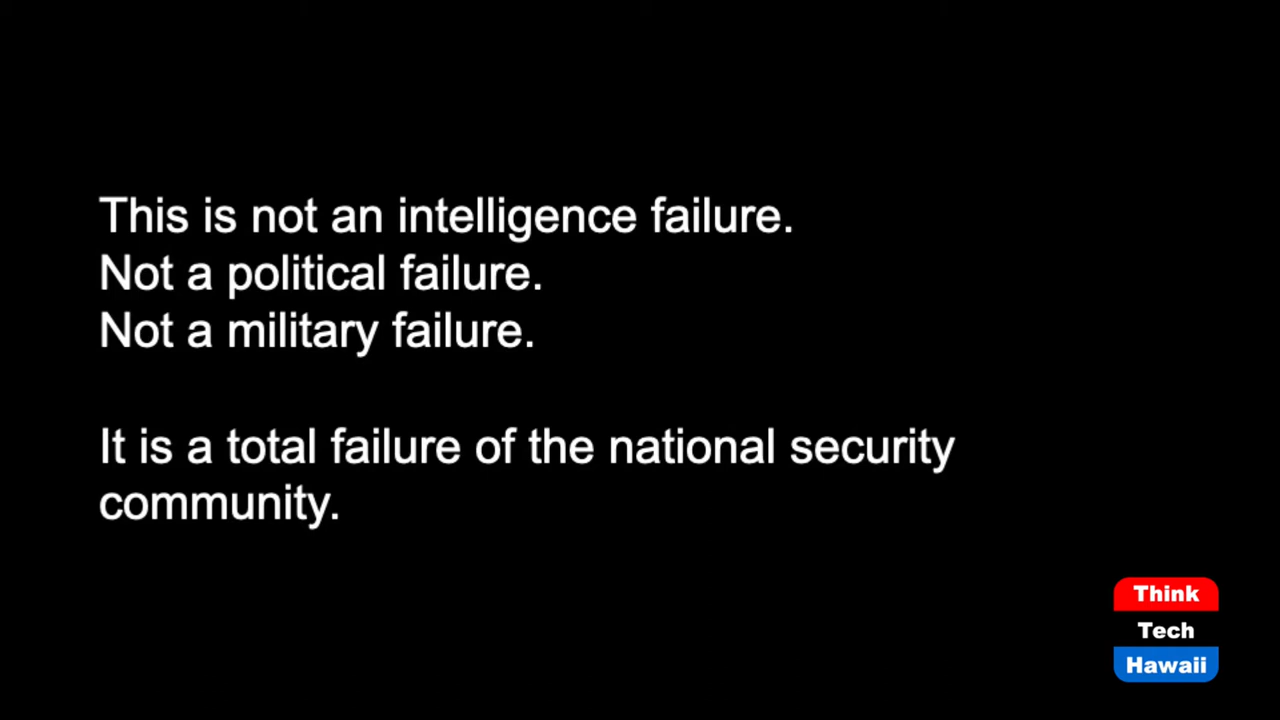 This is not an intelligence failure.
Not a political failure.
Not a military failure.
It is a total failure of the national security
community.
Think
Tech
Hawaii